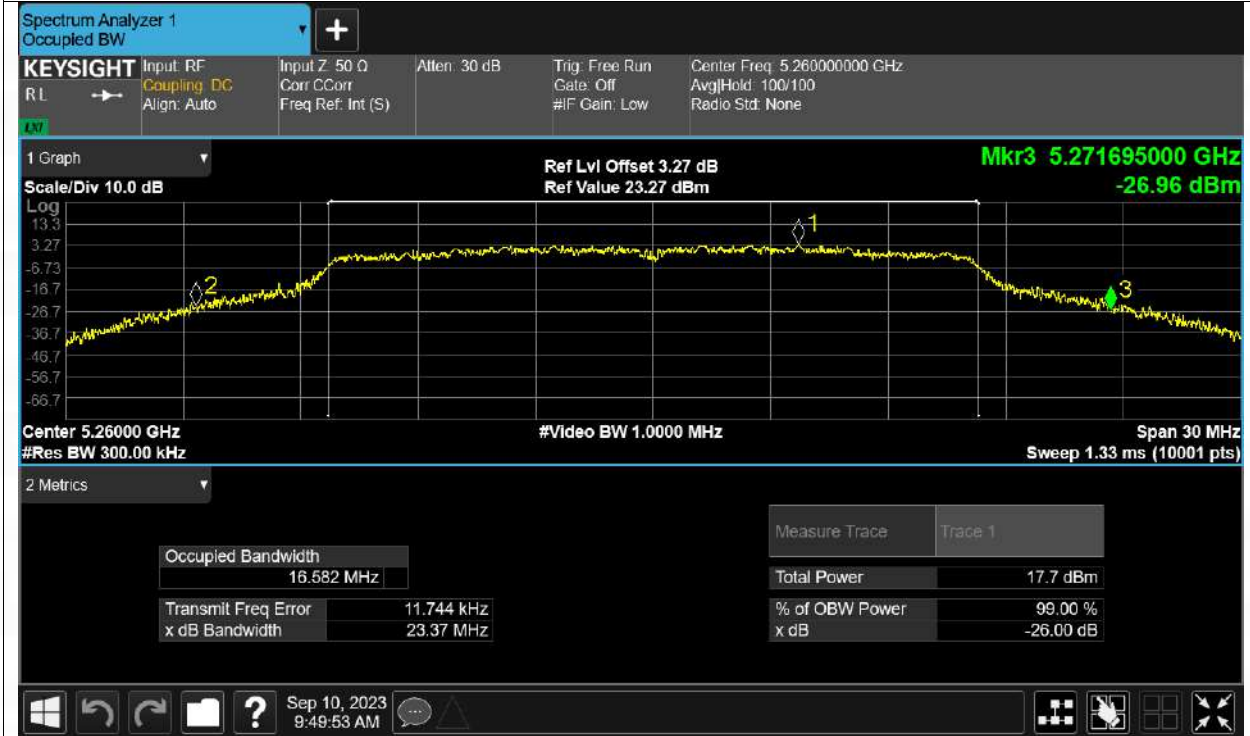 Spectrum Analyzer 1
Occupied BW
+
KEYSIGHT Input: RF Input Z: 50 Ω Atten: 30 dB Trig: Free Run Center Freq: 5.260000000 GHz
RL Coupling: DC Corr CCorr Gate: Off Avg|Hold: 100/100
Align: Auto Freq Ref: Int (S) #IF Gain: Low Radio Std: None
LXI
1 Graph Ref Lvl Offset 3.27 dB Mkr3 5.271695000 GHz
Scale/Div 10.0 dB Ref Value 23.27 dBm -26.96 dBm
Log
13.3
3.27
-6.73
-16.7
-26.7
-36.7
-46.7
-56.7
-66.7
1
2
3
Center 5.26000 GHz #Video BW 1.0000 MHz Span 30 MHz
#Res BW 300.00 kHz Sweep 1.33 ms (10001 pts)
2 Metrics
Measure Trace Trace 1
Occupied Bandwidth
16.582 MHz Total Power 17.7 dBm
Transmit Freq Error 11.744 kHz % of OBW Power 99.00 %
x dB Bandwidth 23.37 MHz x dB -26.00 dB
? Sep 10, 2023
9:49:53 AM